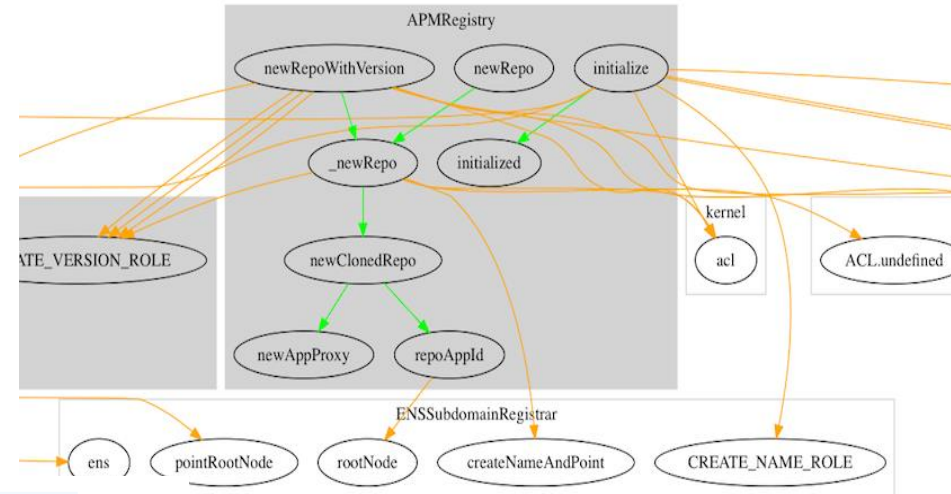 APMRegistry
newRepoWithVersion
newRepo
initialize
_newRepo
initialized
kernel
ATE_VERSION_ROLE
newClonedRepo
acl
ACL.undefined
newAppProxy
repoAppId
ENSSubdomainRegistrar
ens
pointRootNode
rootNode
createNameAndPoint
CREATE_NAME_ROLE